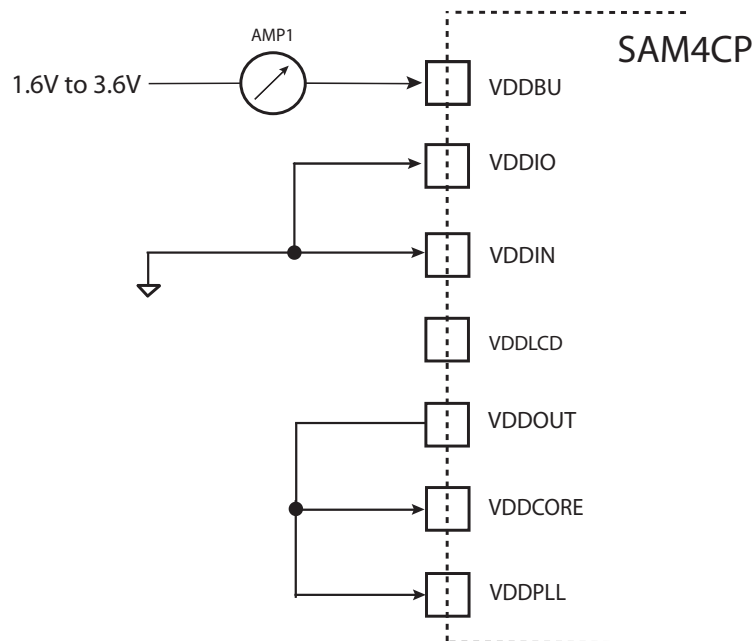 SAM4CP
AMP1
1.6V to 3.6V
VDDBU
VDDIO
VDDIN
VDDLCD
VDDOUT
VDDCORE
VDDPLL